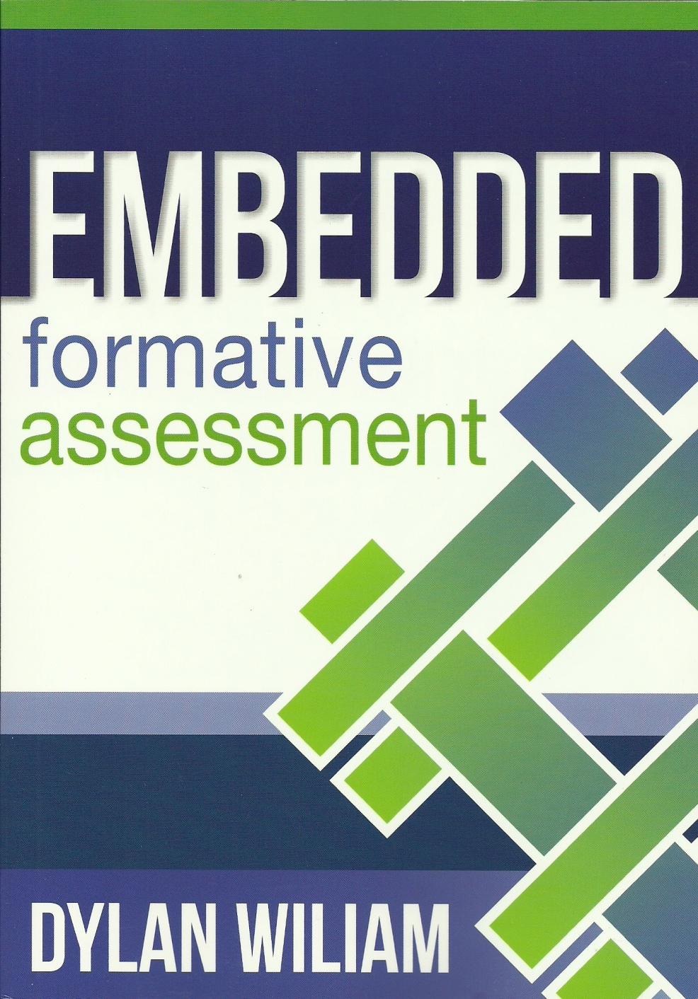 EMBEDDED
formative
assessment
DYLAN WILIAM